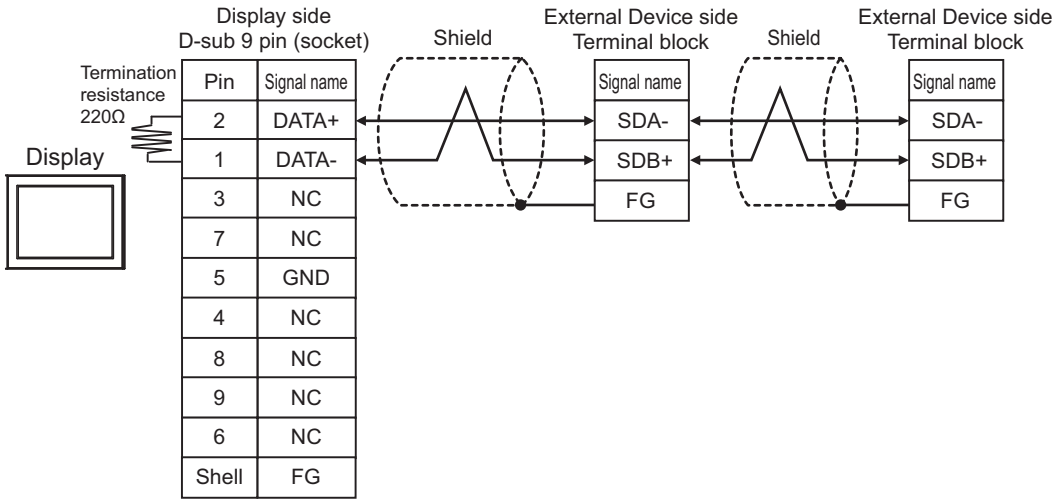 Display side
D-sub 9 pin (socket)
Shield
External Device side
Terminal block
Shield
External Device side
Terminal block
Termination
resistance
220Ω
Display
Pin Signal name
2 DATA+
1 DATA-
3 NC
7 NC
5 GND
4 NC
8 NC
9 NC
6 NC
Shell FG
Signal name
SDA-
SDB+
FG
Signal name
SDA-
SDB+
FG